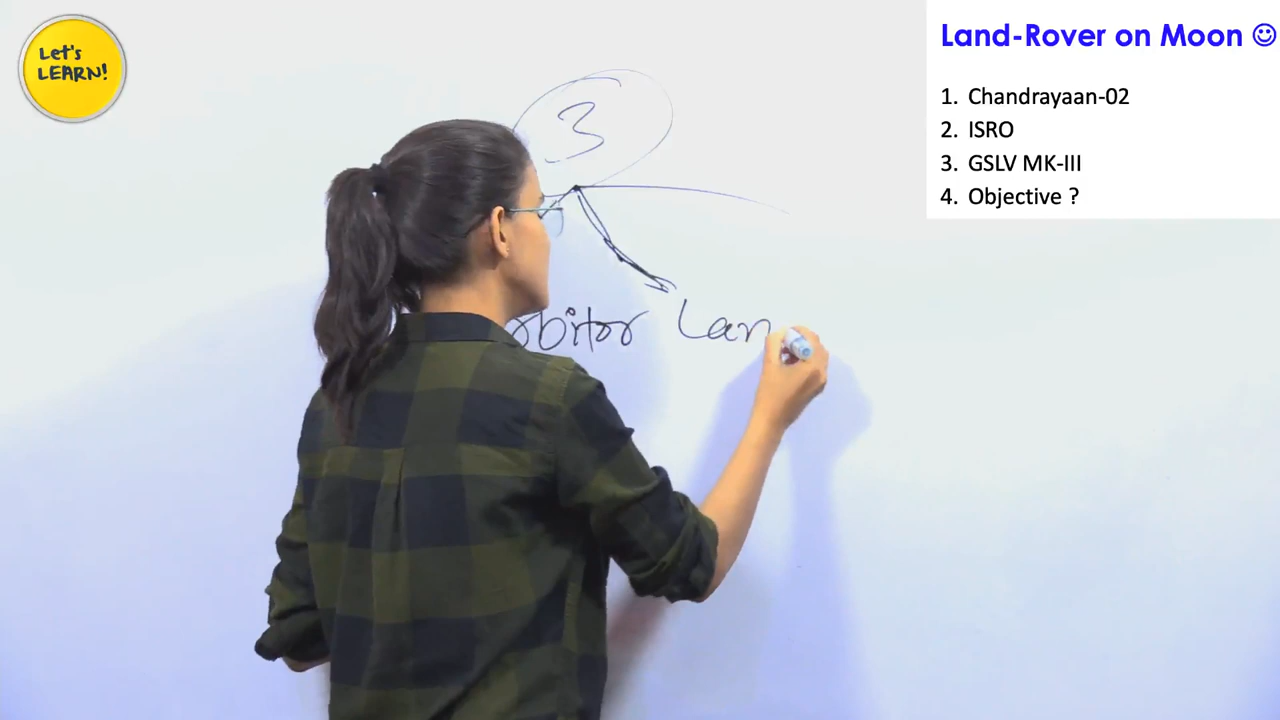 Let's
LEARN!
Land-Rover on Moon ☺
1. Chandrayaan-02
2. ISRO
3. GSLV MK-III
4. Objective ?
3
rbitor Lan